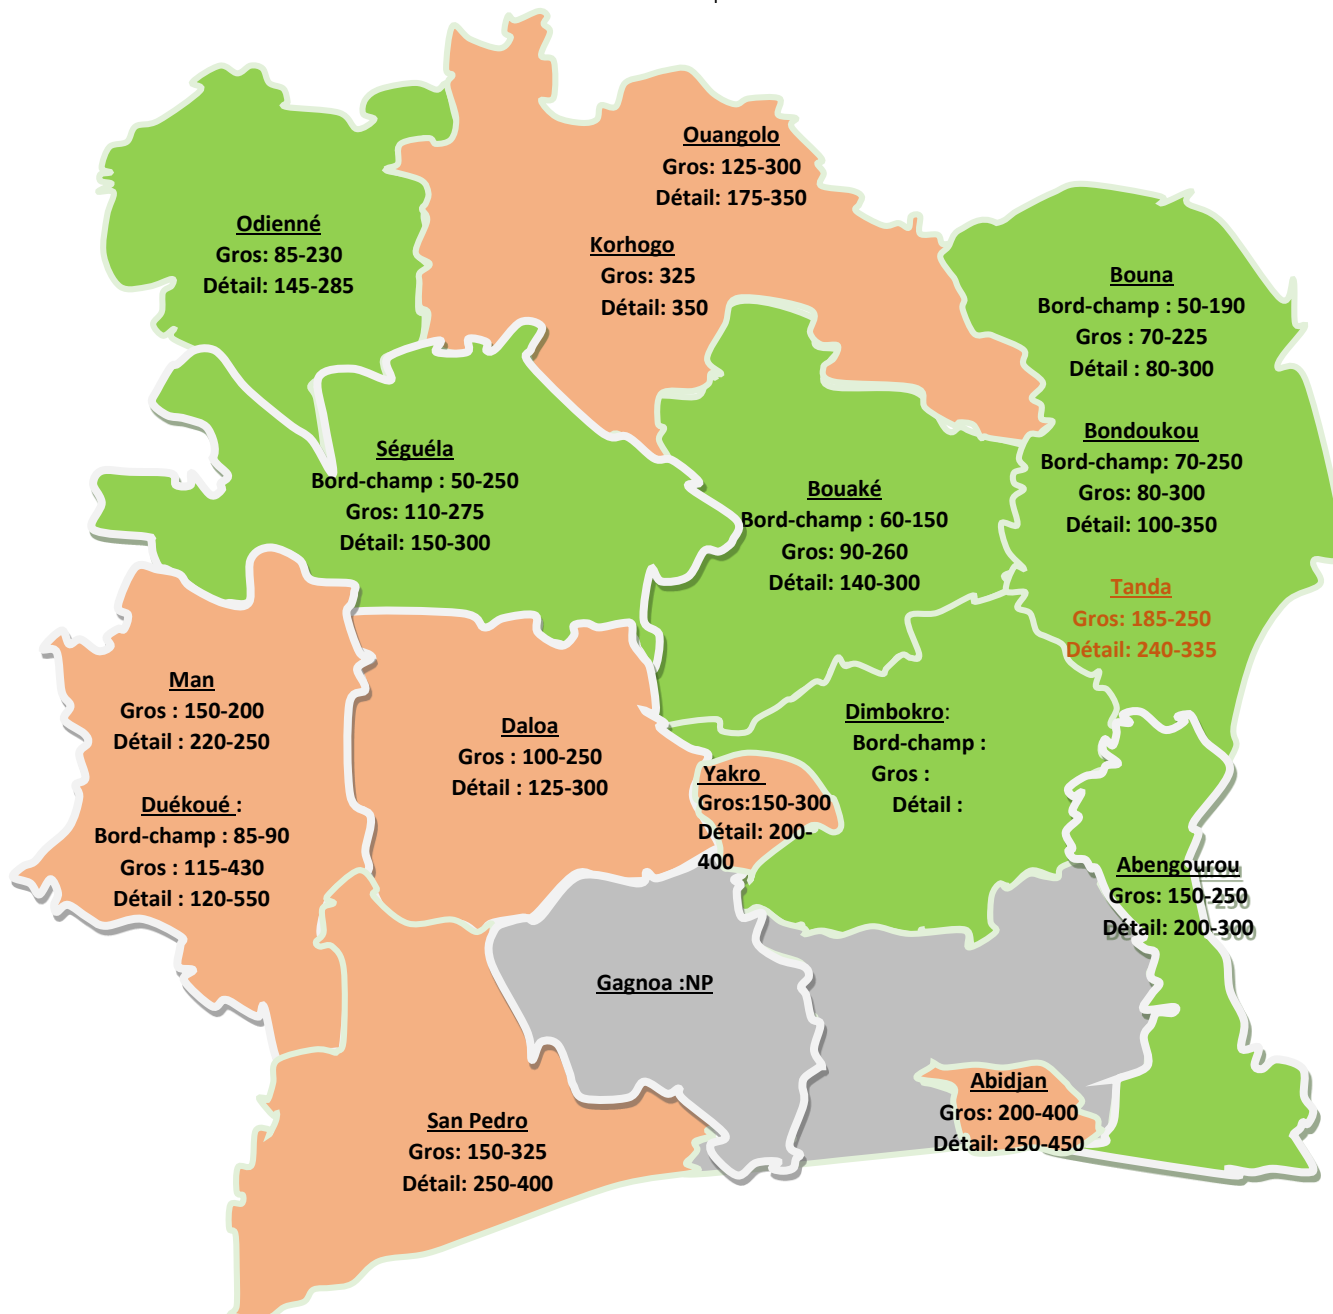 Ouangolo
Gros: 125-300
Détail: 175-350
Odienné
Gros: 85-230
Détail: 145-285
Korhogo
Gros: 325
Détail: 350
Bouna
Bord-champ : 50-190
Gros : 70-225
Détail : 80-300
Séguéla
Bord-champ : 50-250
Gros: 110-275
Détail: 150-300
Bouaké
Bord-champ : 60-150
Gros: 90-260
Détail: 140-300
Bondoukou
Bord-champ: 70-250
Gros: 80-300
Détail: 100-350
Tanda
Gros: 185-250
Détail: 240-335
Man
Gros : 150-200
Détail : 220-250
Duékoué :
Bord-champ : 85-90
Gros : 115-430
Détail : 120-550
Daloa
Gros : 100-250
Détail : 125-300
Yakro
Gros:150-300
Détail: 200-
400
Dimbokro:
Bord-champ :
Gros :
Détail :
Abengourou
Gros: 150-250
Détail: 200-300
Gagnoa :NP
San Pedro
Gros: 150-325
Détail: 250-400
Abidjan
Gros: 200-400
Détail: 250-450